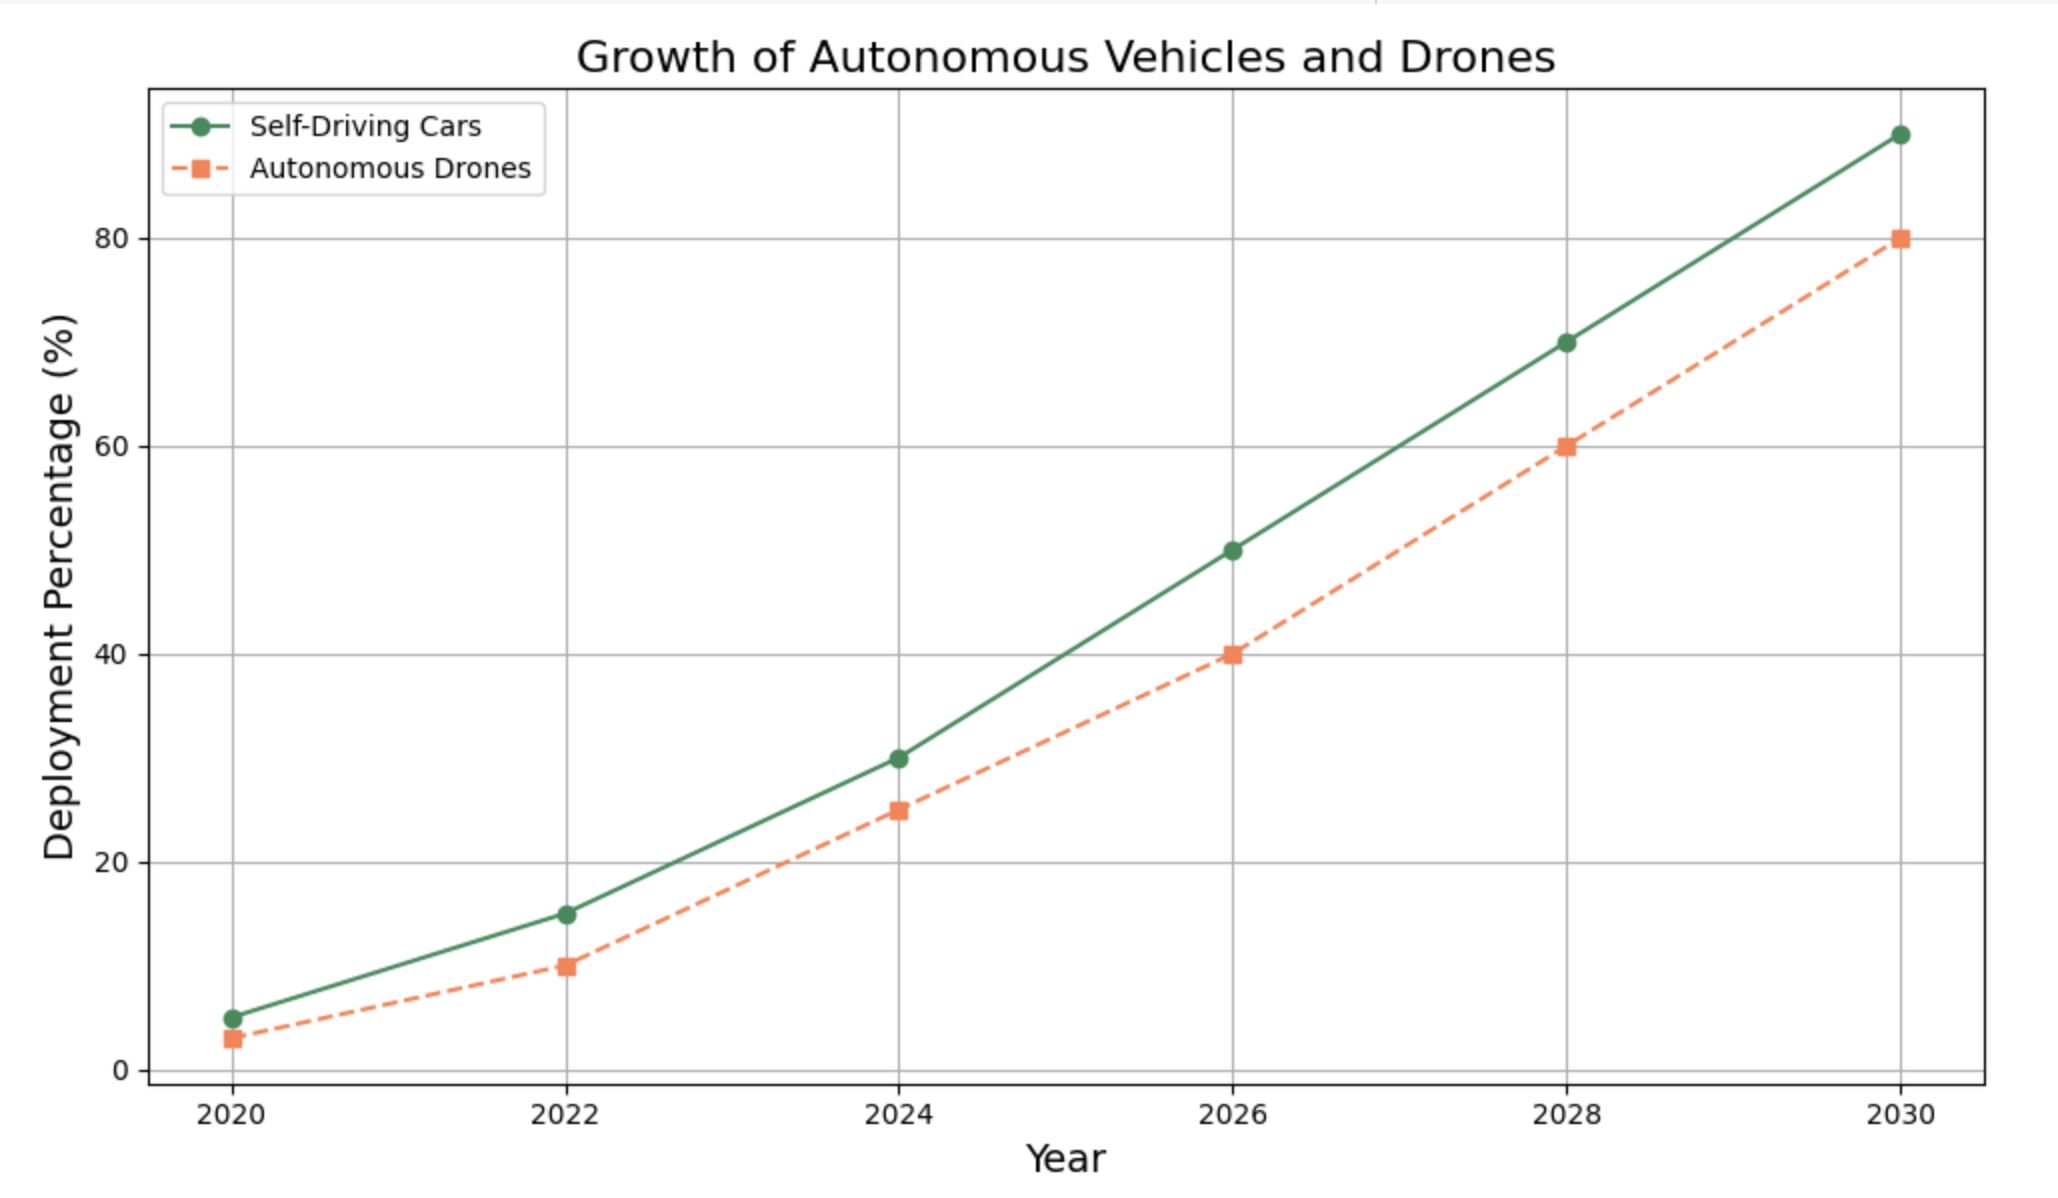 Growth of Autonomous Vehicles and Drones
Self-Driving Cars
Autonomous Drones
Deployment Percentage (%)
80
60
40
20
0
2020 2022 2024 2026 2028 2030
Year